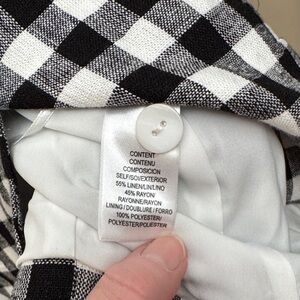 CONTENT
CONTENU
COMPOSICION
SELF/SOI/EXTERIOR
55% LINEN/LIN/LINO
45% RAYON/
RAYONNE/RAYON
LINING / DOUBLURE / FORRO
100% POLYESTER/
POLYESTER/POLIESTER